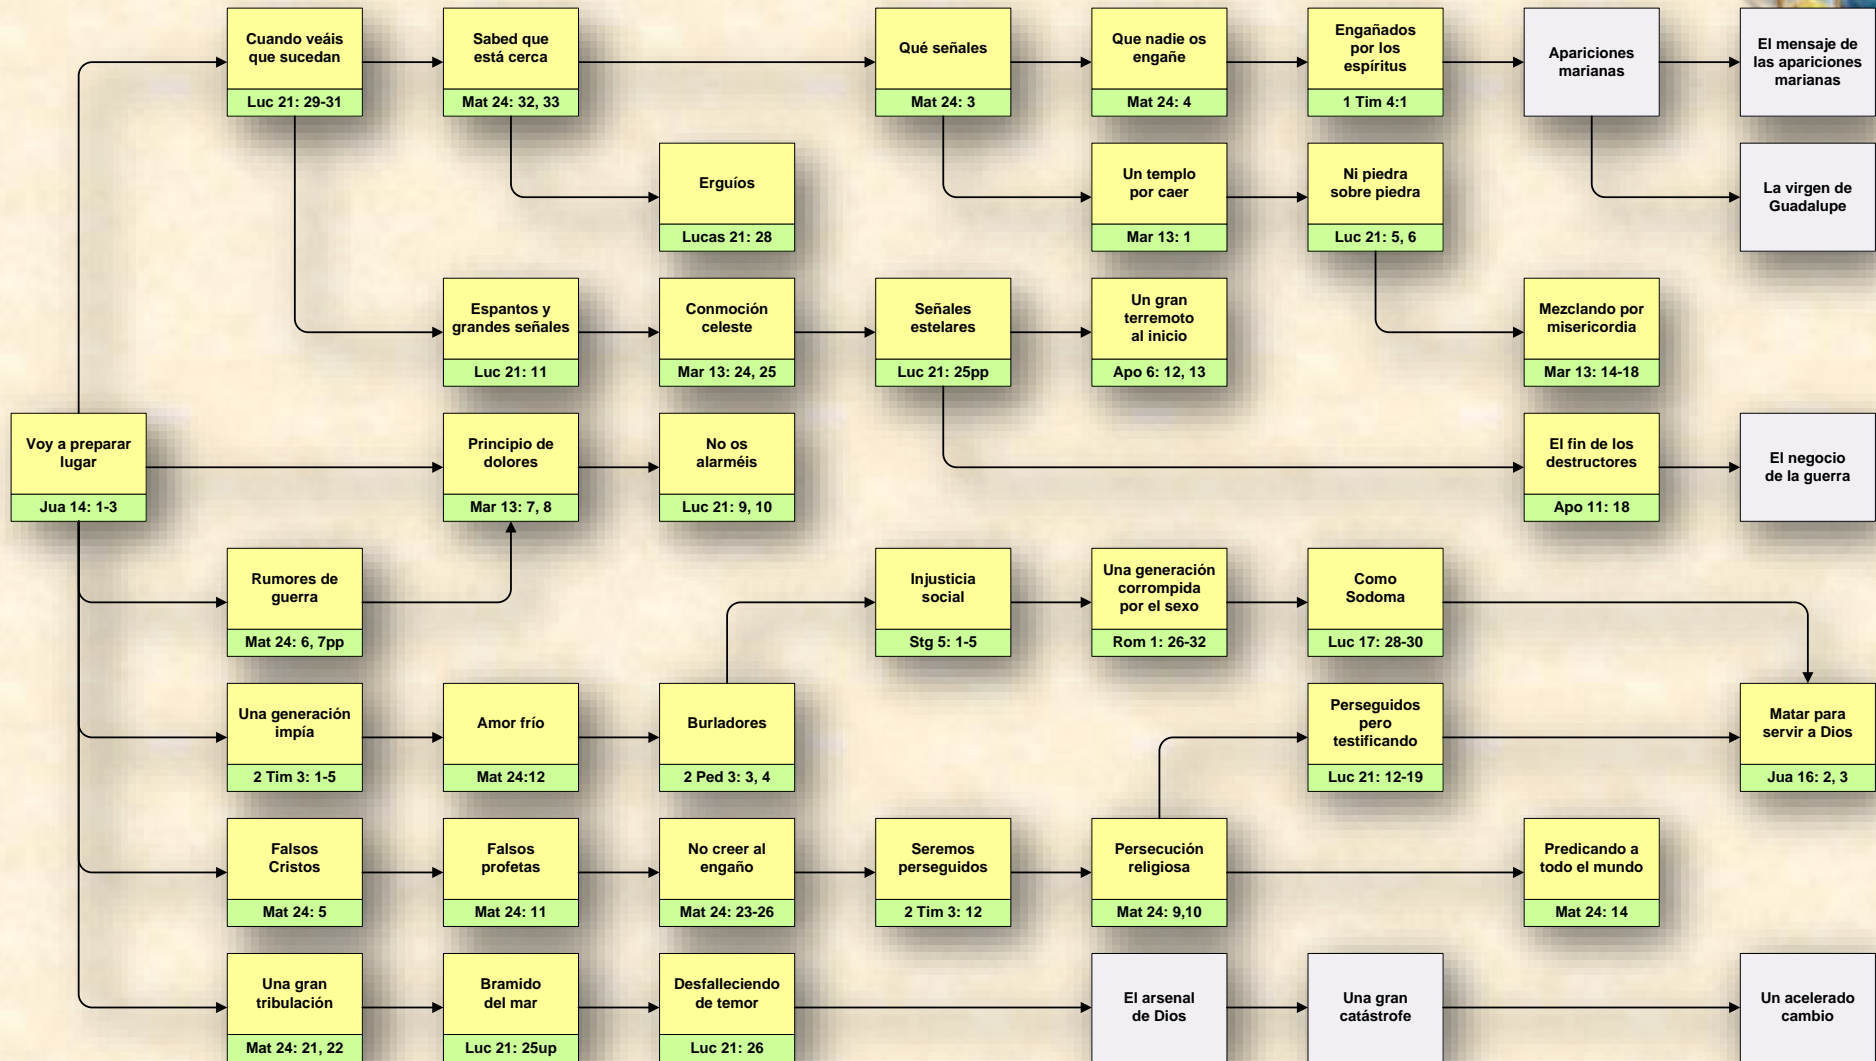 Cuando veáis
que sucedan
Luc 21: 29-31
Sabed que
está cerca
Mat 24: 32, 33
Qué señales
Mat 24: 3
Que nadie os
engañe
Mat 24: 4
Engañados
por los
espíritus
1 Tim 4:1
Apariciones
marianas
El mensaje de
las apariciones
marianas
Erguíos
Lucas 21: 28
Un templo
por caer
Mar 13: 1
Ni piedra
sobre piedra
Luc 21: 5, 6
La virgen de
Guadalupe
Espantos y
grandes señales
Luc 21: 11
Conmoción
celeste
Mar 13: 24, 25
Señales
estelares
Luc 21: 25pp
Un gran
terremoto
al inicio
Apo 6: 12, 13
Mezclando por
misericordia
Mar 13: 14-18
Voy a preparar
lugar
Jua 14: 1-3
Principio de
dolores
Mar 13: 7, 8
No os
alarméis
Luc 21: 9, 10
El fin de los
destructores
Apo 11: 18
El negocio
de la guerra
Rumores de
guerra
Mat 24: 6, 7pp
Injusticia
social
Stg 5: 1-5
Una generación
corrompida
por el sexo
Rom 1: 26-32
Como
Sodoma
Luc 17: 28-30
Una generación
impía
2 Tim 3: 1-5
Amor frío
Mat 24:12
Burladores
2 Ped 3: 3, 4
Perseguidos
pero
testificando
Luc 21: 12-19
Matar para
servir a Dios
Jua 16: 2, 3
Falsos
Cristos
Mat 24: 5
Falsos
profetas
Mat 24: 11
No creer al
engaño
Mat 24: 23-26
Seremos
perseguidos
2 Tim 3: 12
Persecución
religiosa
Mat 24: 9,10
Predicando a
todo el mundo
Mat 24: 14
Una gran
tribulación
Mat 24: 21, 22
Bramido
del mar
Luc 21: 25up
Desfalleciendo
de temor
Luc 21: 26
El arsenal
de Dios
Una gran
catástrofe
Un acelerado
cambio